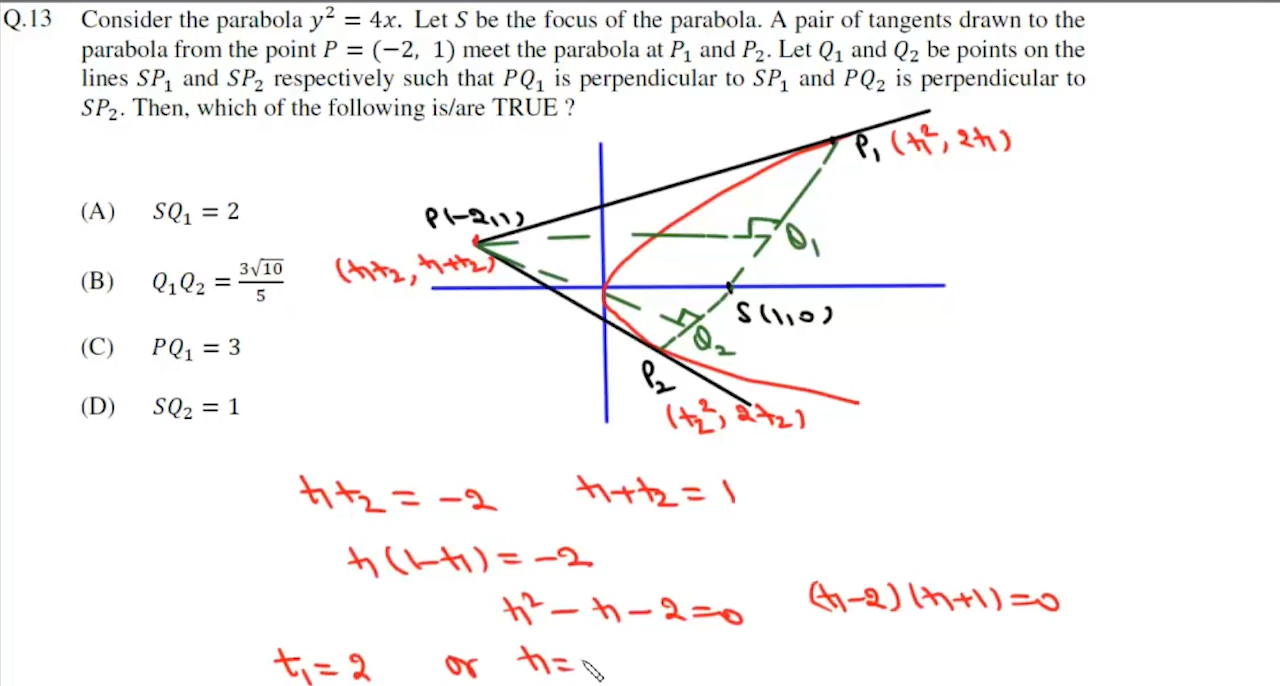 Q.13 Consider the parabola y² = 4x. Let S be the focus of the parabola. A pair of tangents drawn to the
parabola from the point P = (−2, 1) meet the parabola at P₁ and P₂. Let Q₁ and Q₂ be points on the
lines SP₁ and SP₂ respectively such that PQ₁ is perpendicular to SP₁ and PQ₂ is perpendicular to
SP₂. Then, which of the following is/are TRUE ?
P₁ (t₁², 2t₁)
(A) SQ₁ = 2
P(-2,1)
Q₁
(t₁t₂, t₁+t₂)
(B) Q₁Q₂ = 3√10/5
S(1,0)
Q₂
(C) PQ₁ = 3
P₂
(D) SQ₂ = 1
(t₂², 2t₂)
t₁t₂ = -2 t₁+t₂ = 1
t₁(1-t₁) = -2
t₁² - t₁ - 2 = 0 (t₁-2)(t₁+1)=0
t₁ = 2 or t₁ =